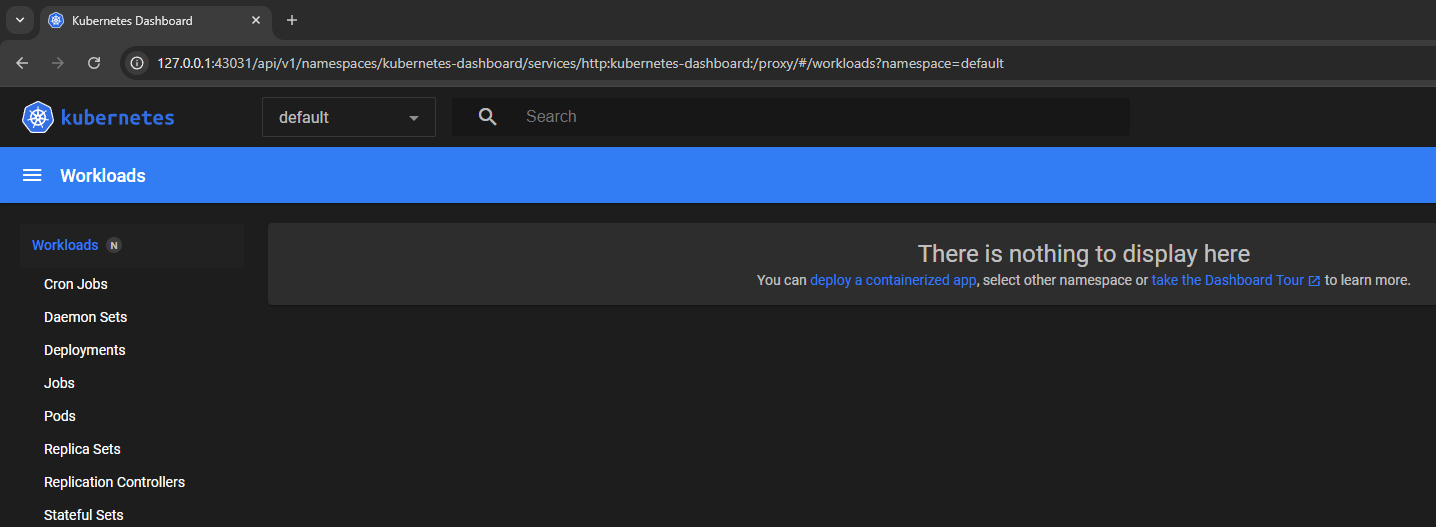 Kubernetes Dashboard
127.0.0.1:43031/api/v1/namespaces/kubernetes-dashboard/services/http:kubernetes-dashboard:/proxy/#/workloads?namespace=default
kubernetes
default
Search
Workloads
Workloads N
There is nothing to display here
You can deploy a containerized app, select other namespace or take the Dashboard Tour to learn more.
Cron Jobs
Daemon Sets
Deployments
Jobs
Pods
Replica Sets
Replication Controllers
Stateful Sets